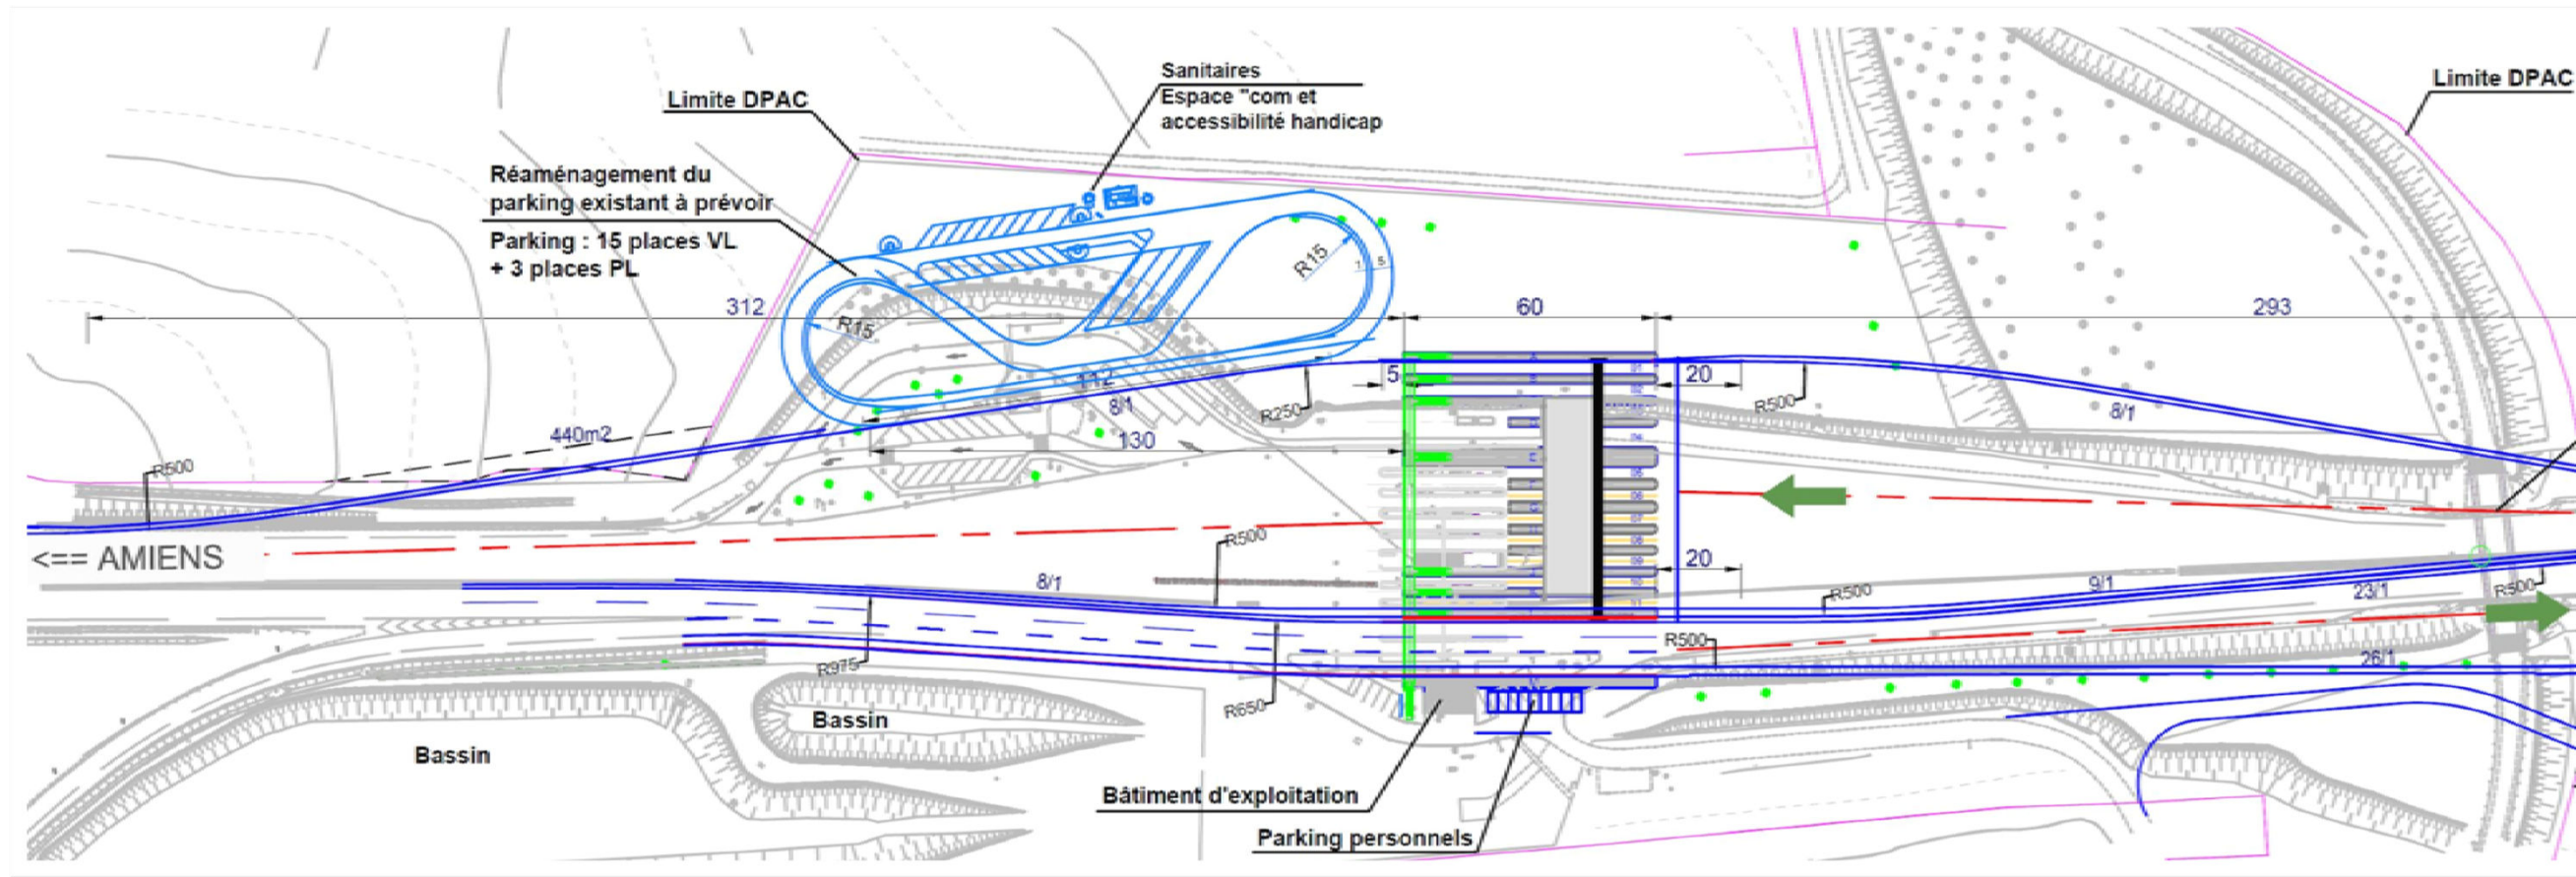 Sanitaires
Espace "com et
accessibilité handicap
Limite DPAC
Limite DPAC
Réaménagement du
parking existant à prévoir
Parking : 15 places VL
+ 3 places PL
R15
R15
312
60
293
5
20
112
8/1
R250
R500
8/1
440m2
130
R500
<== AMIENS
R500
20
8/1
R500
9/1
23/1
R500
R500
26/1
R975
R650
Bassin
Bassin
Bâtiment d'exploitation
Parking personnels